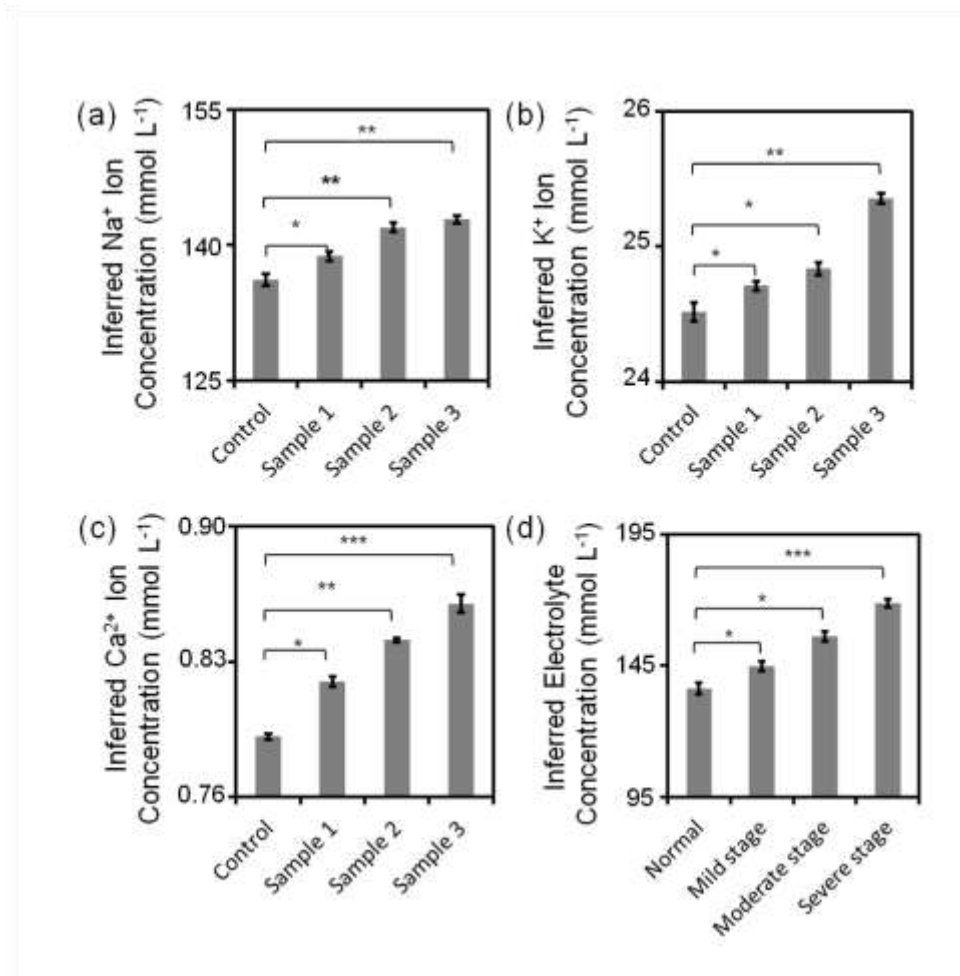 (a)
Inferred Na⁺ Ion
Concentration (mmol L⁻¹)
155
140
125
**
**
*
Control
Sample 1
Sample 2
Sample 3
(b)
Inferred K⁺ Ion
Concentration (mmol L⁻¹)
26
25
24
**
*
*
Control
Sample 1
Sample 2
Sample 3
(c)
Inferred Ca²⁺ Ion
Concentration (mmol L⁻¹)
0.90
0.83
0.76
***
**
*
Control
Sample 1
Sample 2
Sample 3
(d)
Inferred Electrolyte
Concentration (mmol L⁻¹)
195
145
95
***
*
*
Normal
Mild stage
Moderate stage
Severe stage